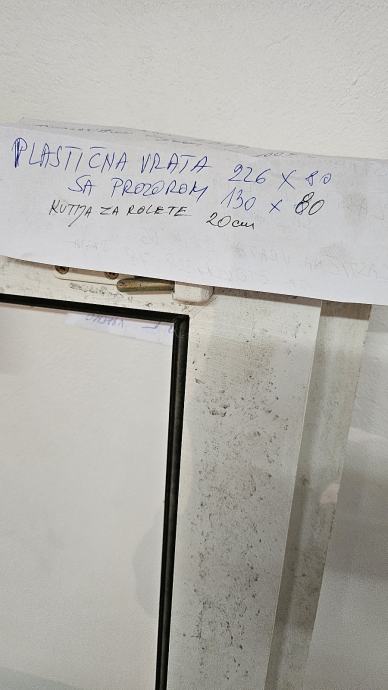 PLASTIČNA VRATA 226 X 80
SA PROZOROM 130 X 80
KUTIJA ZA ROLETE 20cm